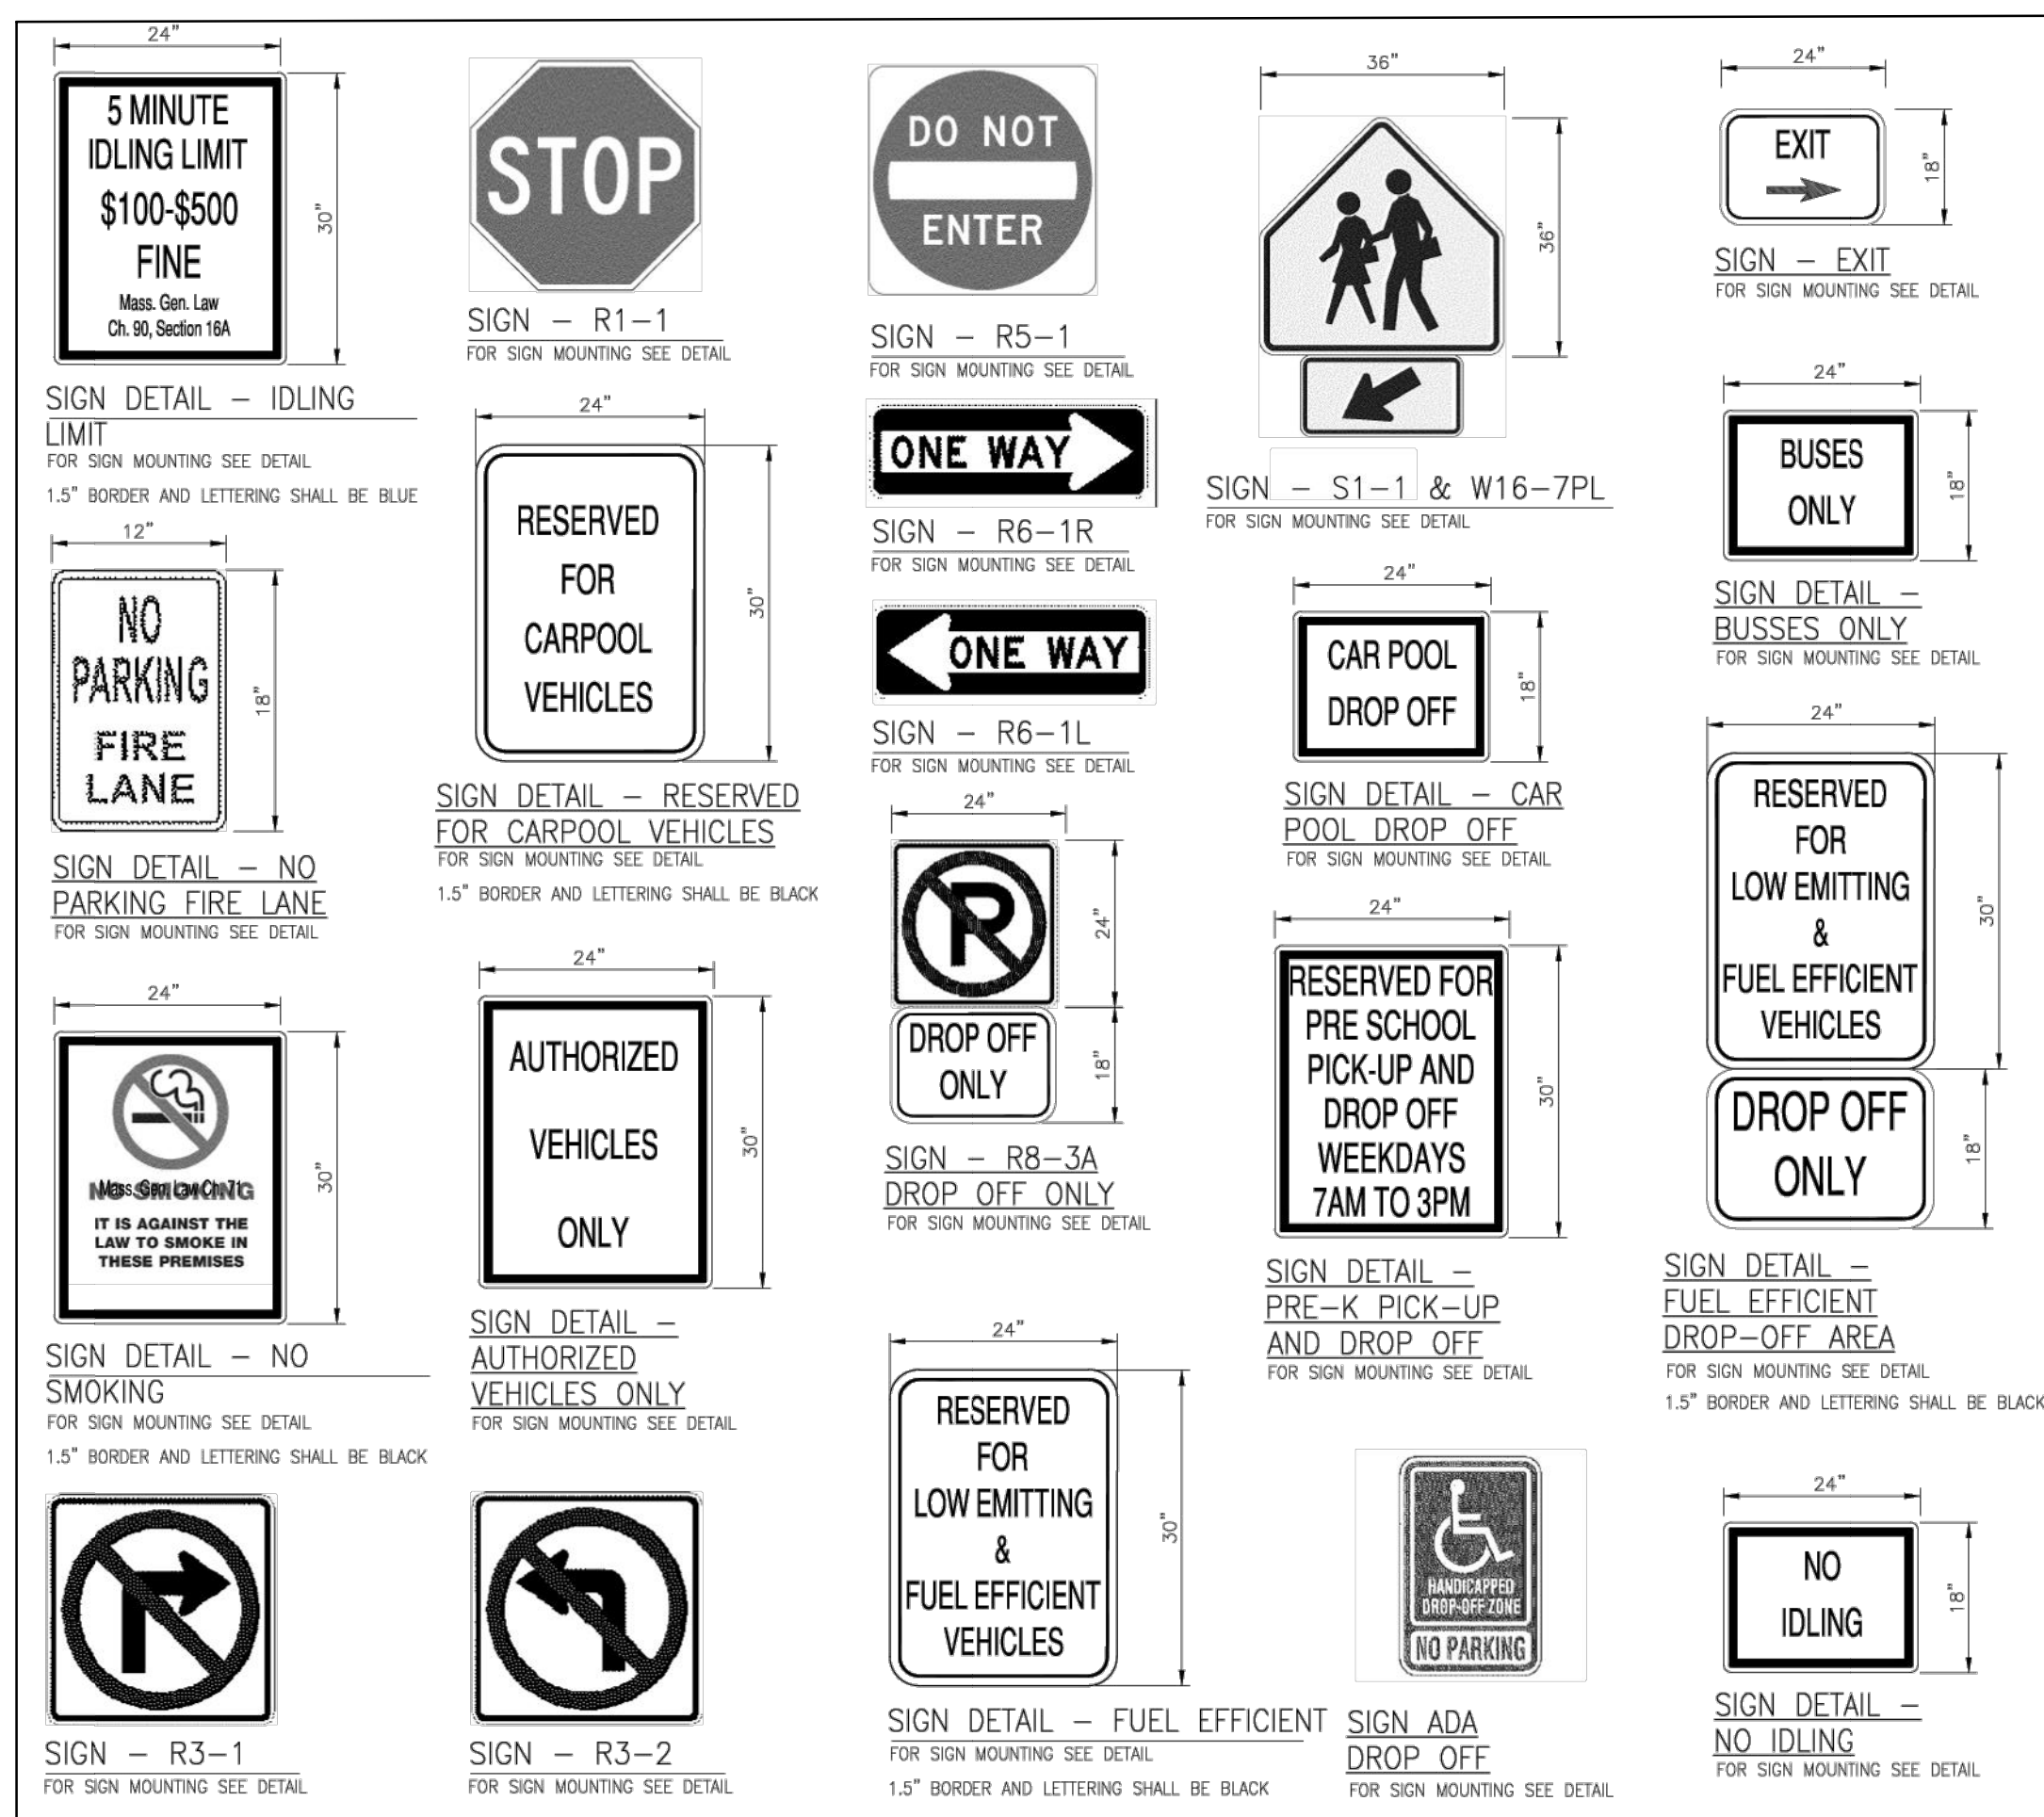 24"
5 MINUTE
IDLING LIMIT
$100-$500
FINE
Mass. Gen. Law
Ch. 90, Section 16A
30"
SIGN DETAIL – IDLING
LIMIT
FOR SIGN MOUNTING SEE DETAIL
1.5" BORDER AND LETTERING SHALL BE BLUE
12"
NO
PARKING
FIRE
LANE
18"
SIGN DETAIL – NO
PARKING FIRE LANE
FOR SIGN MOUNTING SEE DETAIL
24"
Mass. Gen. Law Ch. 71
NO SMOKING
IT IS AGAINST THE
LAW TO SMOKE IN
THESE PREMISES
30"
SIGN DETAIL – NO
SMOKING
FOR SIGN MOUNTING SEE DETAIL
1.5" BORDER AND LETTERING SHALL BE BLACK
SIGN – R3-1
FOR SIGN MOUNTING SEE DETAIL
STOP
SIGN – R1-1
FOR SIGN MOUNTING SEE DETAIL
24"
RESERVED
FOR
CARPOOL
VEHICLES
30"
SIGN DETAIL – RESERVED
FOR CARPOOL VEHICLES
FOR SIGN MOUNTING SEE DETAIL
1.5" BORDER AND LETTERING SHALL BE BLACK
24"
AUTHORIZED
VEHICLES
ONLY
30"
SIGN DETAIL –
AUTHORIZED
VEHICLES ONLY
FOR SIGN MOUNTING SEE DETAIL
SIGN – R3-2
FOR SIGN MOUNTING SEE DETAIL
DO NOT
ENTER
SIGN – R5-1
FOR SIGN MOUNTING SEE DETAIL
ONE WAY
SIGN – R6-1R
FOR SIGN MOUNTING SEE DETAIL
ONE WAY
SIGN – R6-1L
FOR SIGN MOUNTING SEE DETAIL
24"
P
24"
DROP OFF
ONLY
18"
SIGN – R8-3A
DROP OFF ONLY
FOR SIGN MOUNTING SEE DETAIL
24"
RESERVED
FOR
LOW EMITTING
&
FUEL EFFICIENT
VEHICLES
30"
SIGN DETAIL – FUEL EFFICIENT
FOR SIGN MOUNTING SEE DETAIL
1.5" BORDER AND LETTERING SHALL BE BLACK
36"
36"
SIGN – S1-1 & W16-7PL
FOR SIGN MOUNTING SEE DETAIL
24"
CAR POOL
DROP OFF
18"
SIGN DETAIL – CAR
POOL DROP OFF
FOR SIGN MOUNTING SEE DETAIL
24"
RESERVED FOR
PRE SCHOOL
PICK-UP AND
DROP OFF
WEEKDAYS
7AM TO 3PM
30"
SIGN DETAIL –
PRE-K PICK-UP
AND DROP OFF
FOR SIGN MOUNTING SEE DETAIL
HANDICAPPED
DROP-OFF ZONE
NO PARKING
SIGN ADA
DROP OFF
FOR SIGN MOUNTING SEE DETAIL
24"
EXIT
18"
SIGN – EXIT
FOR SIGN MOUNTING SEE DETAIL
24"
BUSES
ONLY
18"
SIGN DETAIL –
BUSSES ONLY
FOR SIGN MOUNTING SEE DETAIL
24"
RESERVED
FOR
LOW EMITTING
&
FUEL EFFICIENT
VEHICLES
30"
DROP OFF
ONLY
18"
SIGN DETAIL –
FUEL EFFICIENT
DROP-OFF AREA
FOR SIGN MOUNTING SEE DETAIL
1.5" BORDER AND LETTERING SHALL BE BLACK
24"
NO
IDLING
18"
SIGN DETAIL –
NO IDLING
FOR SIGN MOUNTING SEE DETAIL